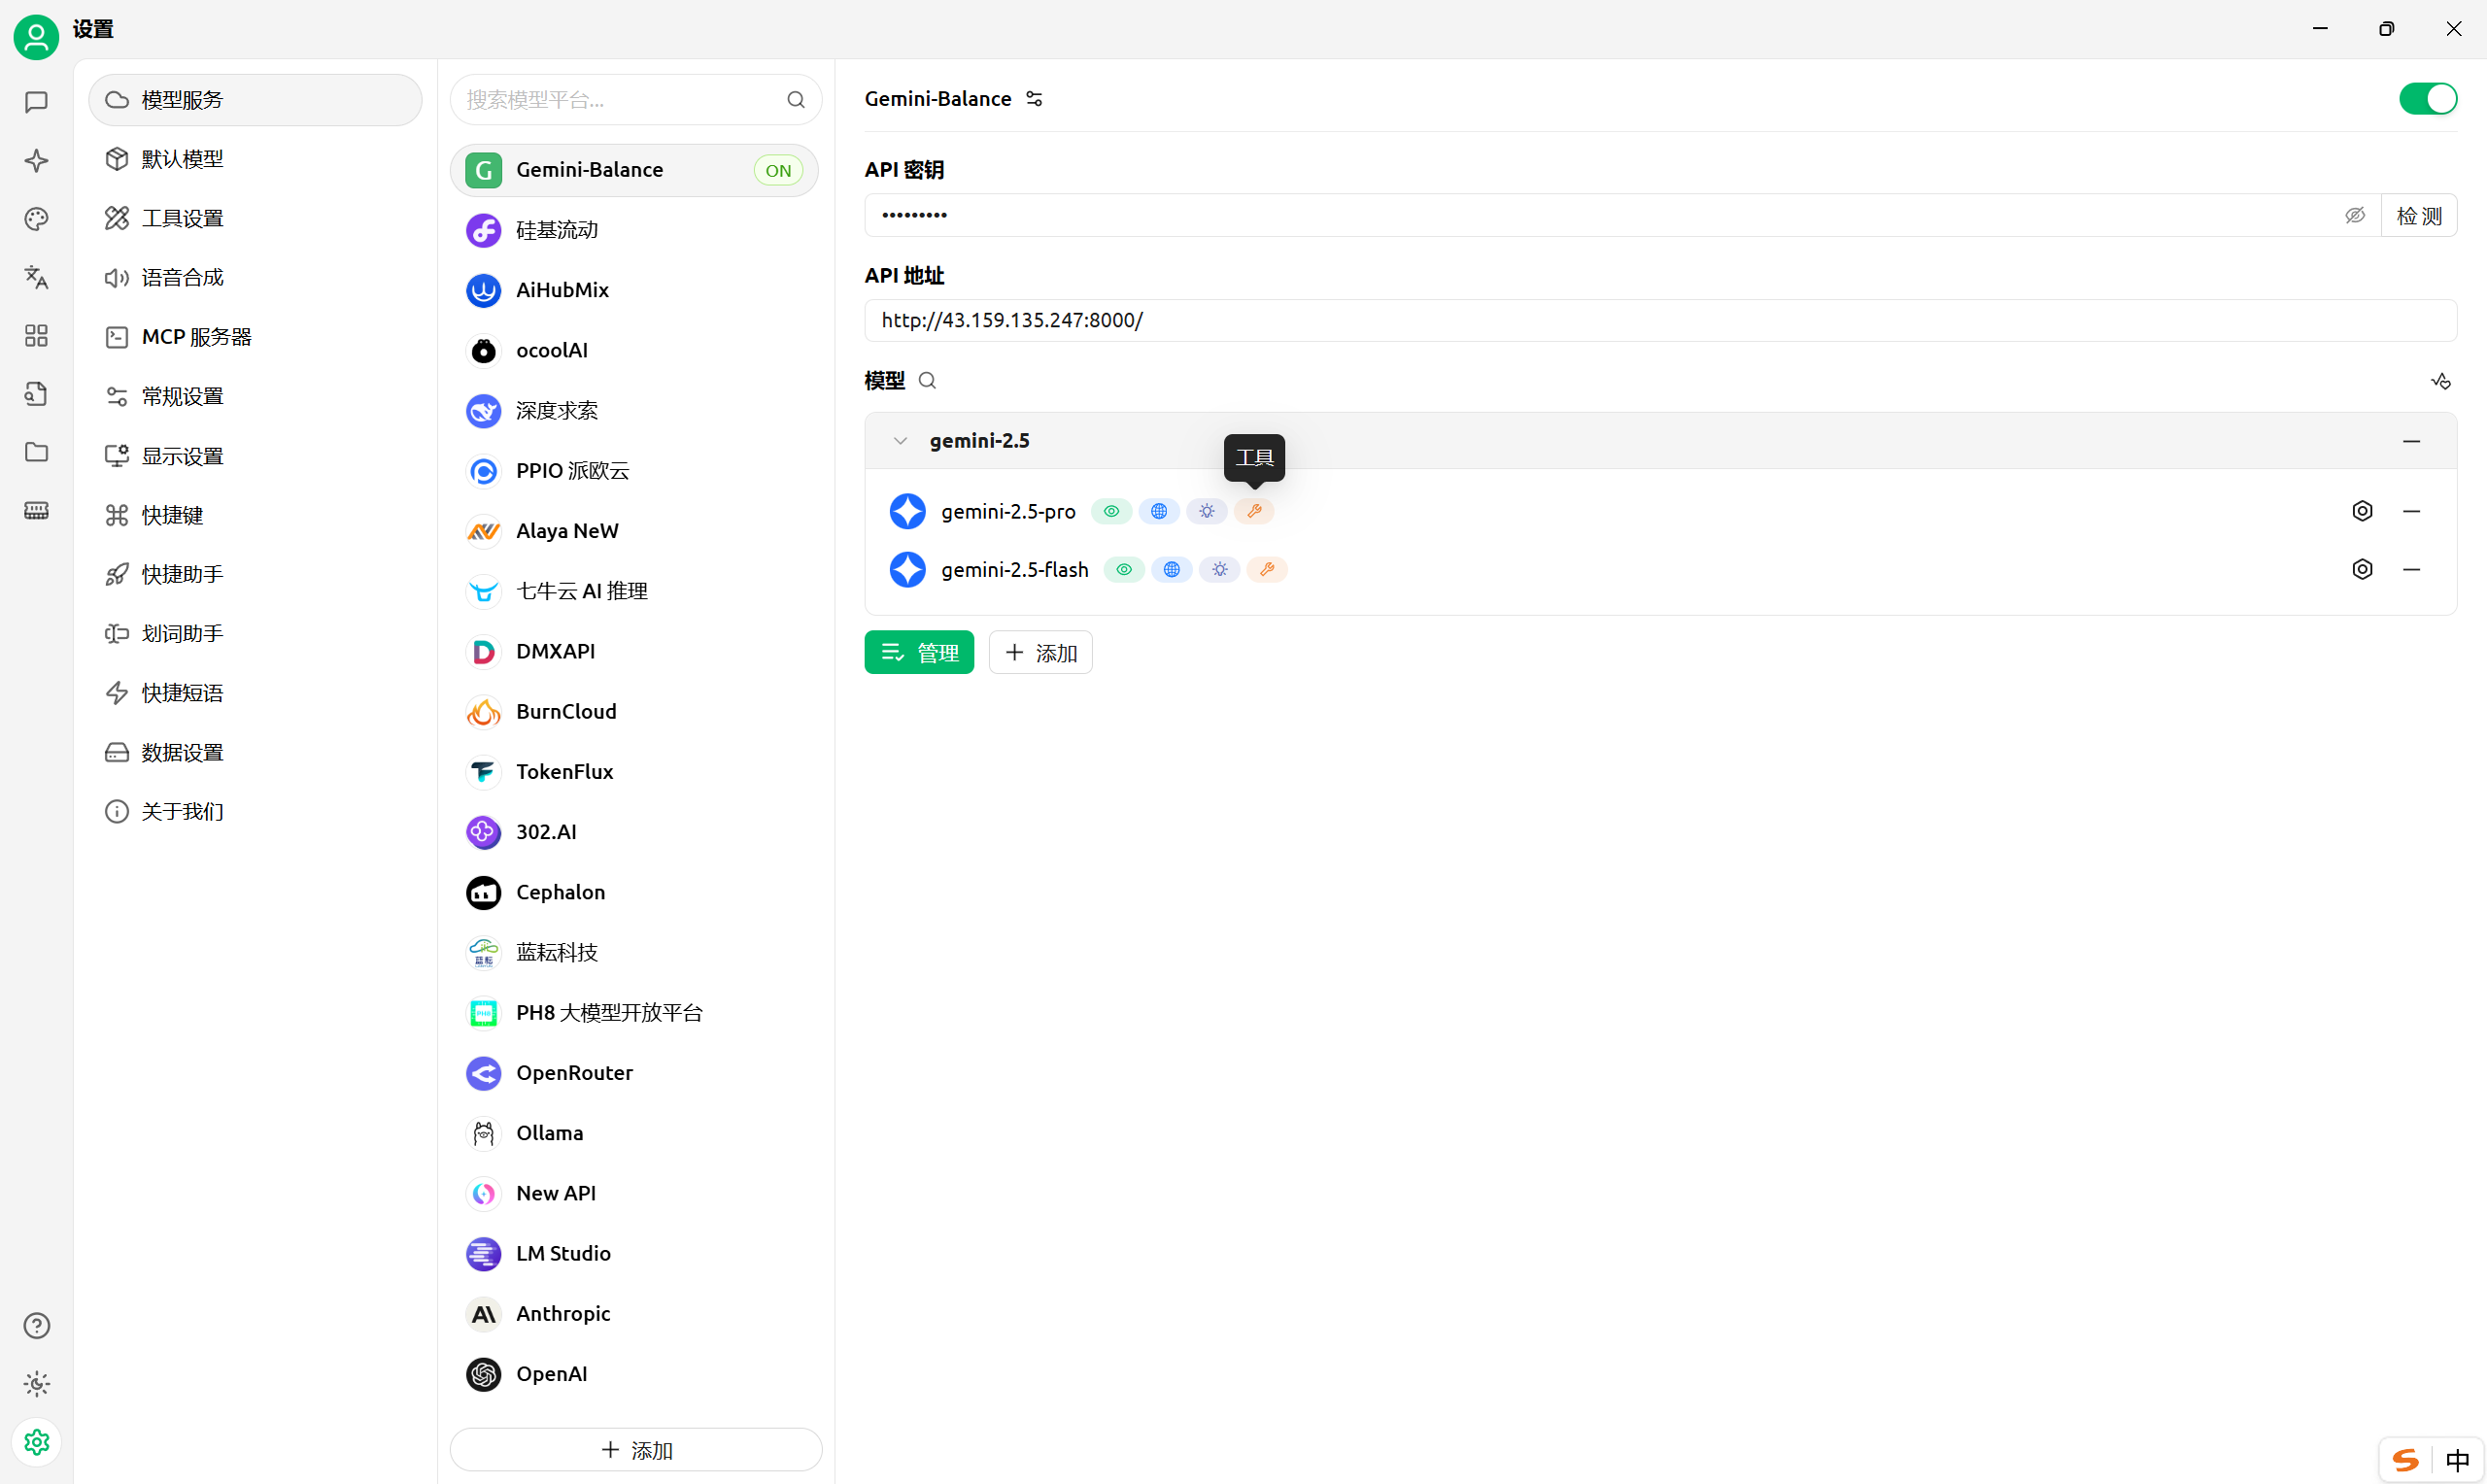 设置
模型服务
默认模型
工具设置
语音合成
MCP 服务器
常规设置
显示设置
快捷键
快捷助手
划词助手
快捷短语
数据设置
关于我们
搜索模型平台...
G Gemini-Balance ON
硅基流动
AiHubMix
ocoolAI
深度求索
PPIO 派欧云
Alaya NeW
七牛云 AI 推理
DMXAPI
BurnCloud
TokenFlux
302.AI
Cephalon
蓝耘科技
PH8 大模型开放平台
OpenRouter
Ollama
New API
LM Studio
Anthropic
OpenAI
添加
Gemini-Balance
API 密钥
•••••••••
检测
API 地址
http://43.159.135.247:8000/
模型
gemini-2.5
工具
gemini-2.5-pro
gemini-2.5-flash
管理
添加
中